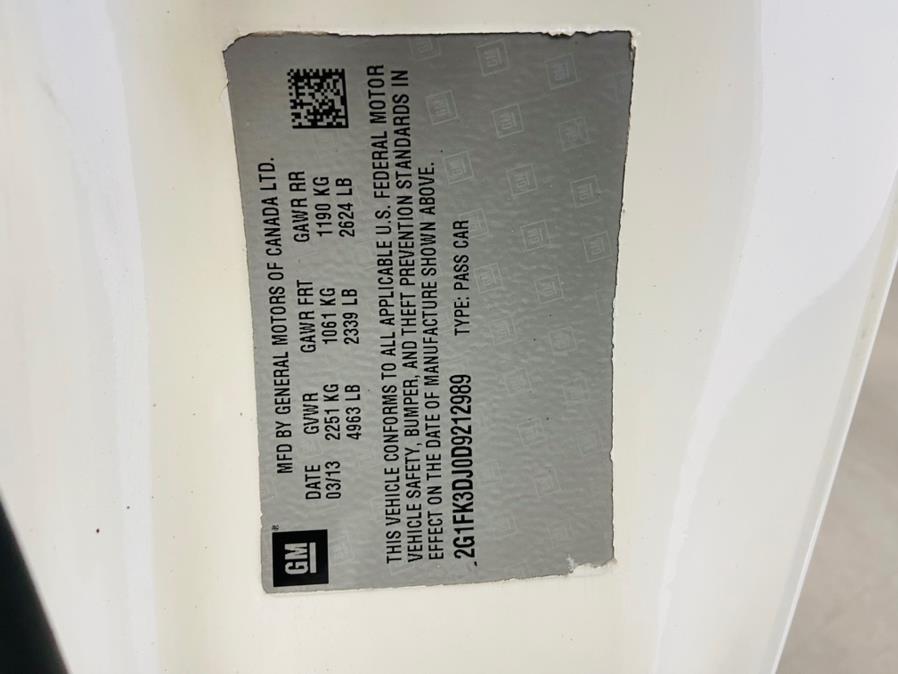 GM
®
MFD BY GENERAL MOTORS OF CANADA LTD.
DATE GVWR GAWR FRT GAWR RR
03/13 2251 KG 1061 KG 1190 KG
4963 LB 2339 LB 2624 LB
THIS VEHICLE CONFORMS TO ALL APPLICABLE U.S. FEDERAL MOTOR
VEHICLE SAFETY, BUMPER, AND THEFT PREVENTION STANDARDS IN
EFFECT ON THE DATE OF MANUFACTURE SHOWN ABOVE.
2G1FK3DJ0D9212989 TYPE: PASS CAR